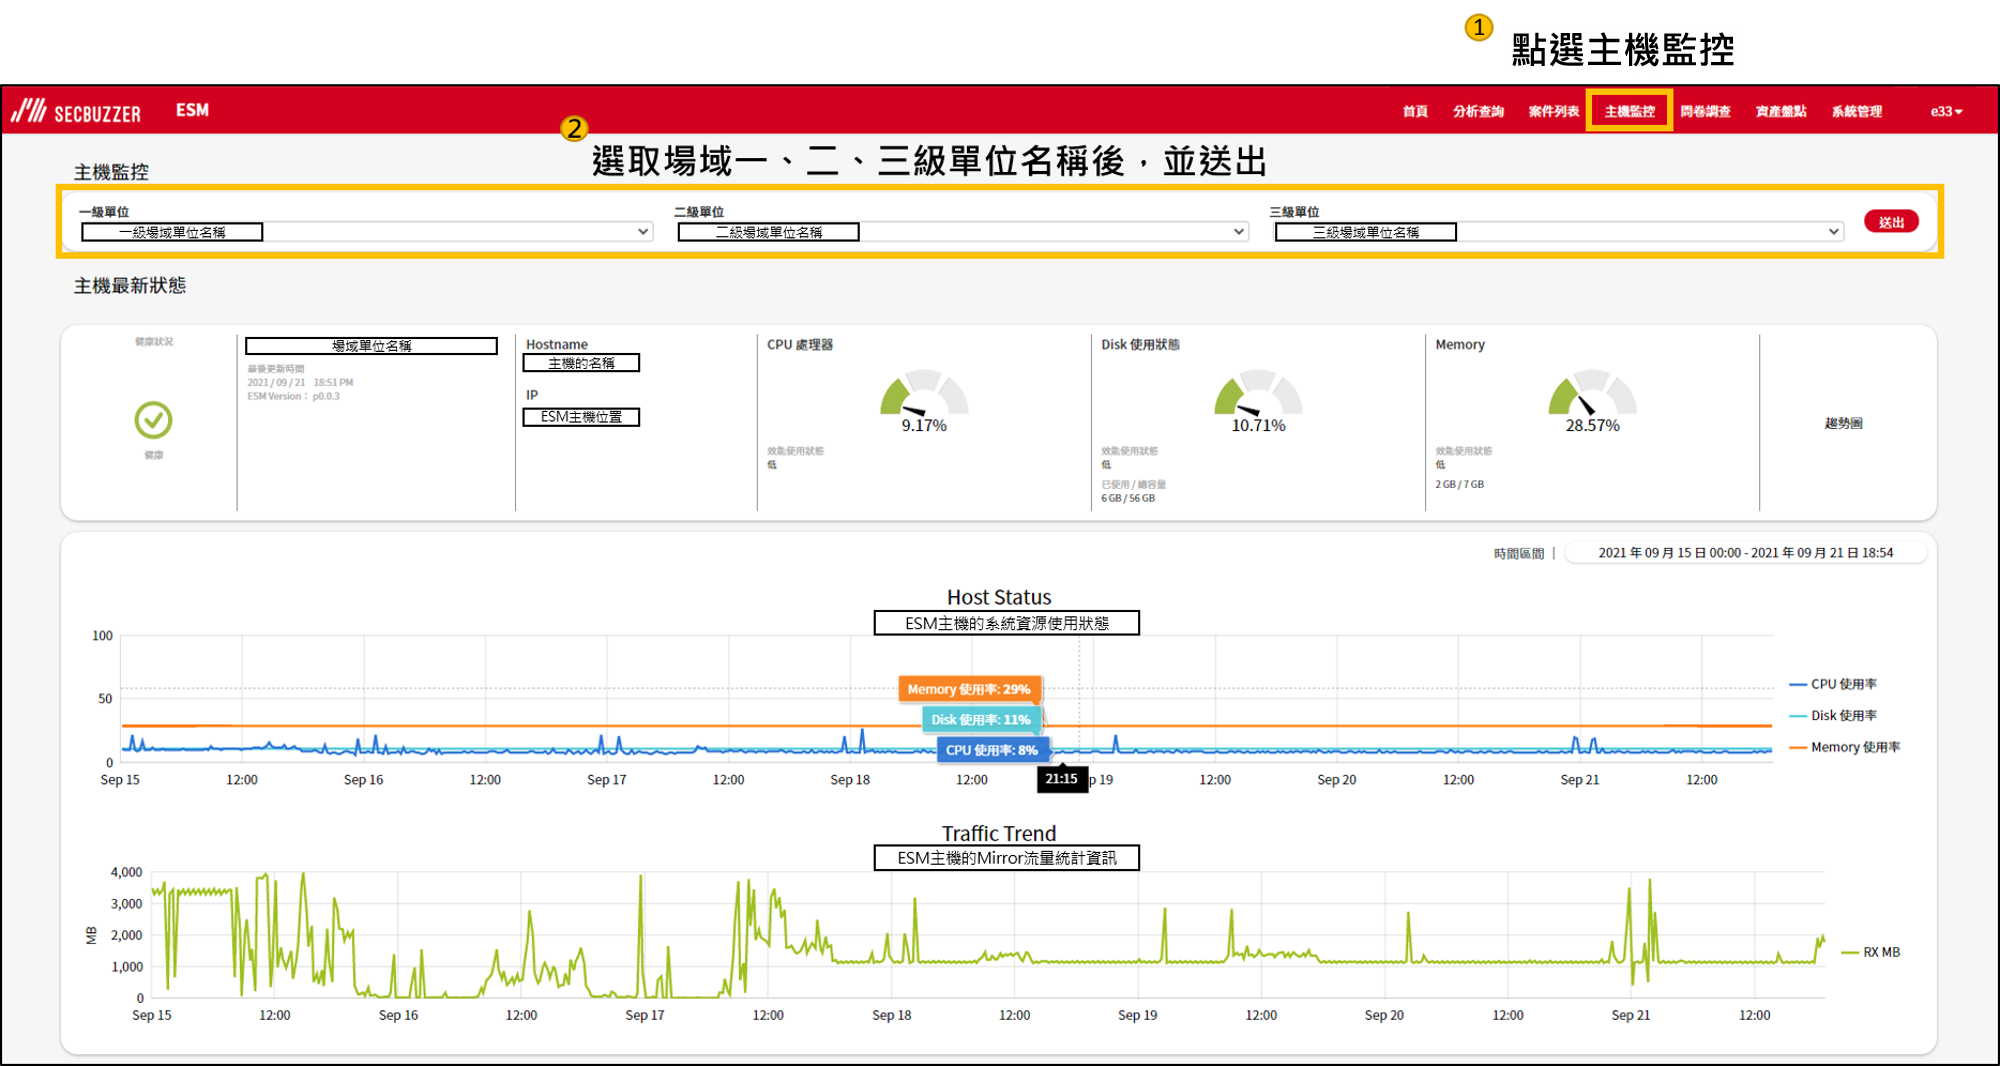 1
點選主機監控
SECBUZZER ESM
首頁 分析查詢 案件列表 主機監控 問卷調查 資產盤點 系統管理 e33
2
選取場域一、二、三級單位名稱後，並送出
主機監控
一級單位 二級單位 三級單位
一級場域單位名稱 二級場域單位名稱 三級場域單位名稱 送出
主機最新狀態
健康狀況
健康
場域單位名稱
最後更新時間
2021 / 09 / 21 18:51 PM
ESM Version： p0.0.3
Hostname
主機的名稱
IP
ESM主機位置
CPU 處理器
9.17%
效能使用狀態
低
Disk 使用狀態
10.71%
效能使用狀態
低
已使用 / 總容量
6 GB / 56 GB
Memory
28.57%
效能使用狀態
低
2 GB / 7 GB
趨勢圖
時間區間 | 2021 年 09 月 15 日 00:00 - 2021 年 09 月 21 日 18:54
Host Status
ESM主機的系統資源使用狀態
100
50
0
Memory 使用率: 29%
Disk 使用率: 11%
CPU 使用率: 8%
CPU 使用率
Disk 使用率
Memory 使用率
Sep 15 12:00 Sep 16 12:00 Sep 17 12:00 Sep 18 12:00 21:15 p 19 12:00 Sep 20 12:00 Sep 21 12:00
Traffic Trend
ESM主機的Mirror流量統計資訊
4,000
3,000
2,000
1,000
0
MB
RX MB
Sep 15 12:00 Sep 16 12:00 Sep 17 12:00 Sep 18 12:00 Sep 19 12:00 Sep 20 12:00 Sep 21 12:00